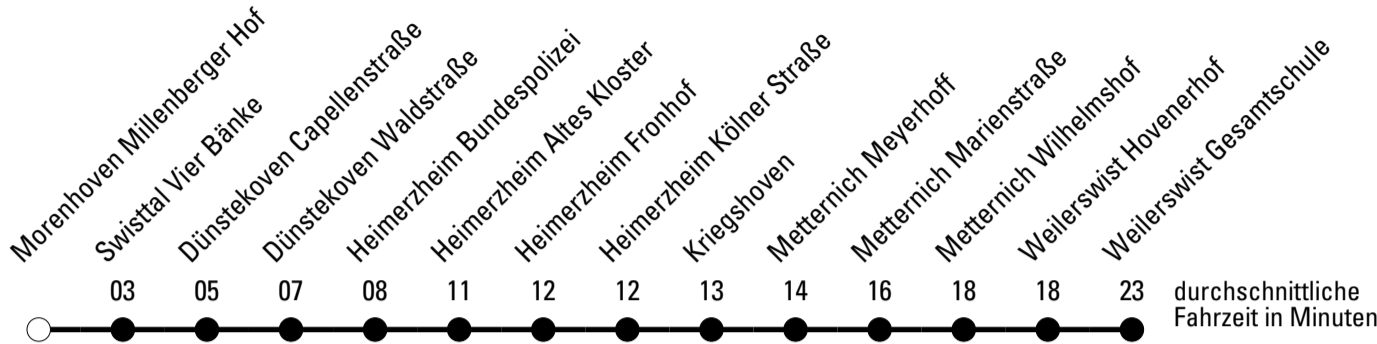 Morenhoven Millenberger Hof
Swisttal Vier Bänke
Dünstekoven Capellenstraße
Dünstekoven Waldstraße
Heimerzheim Bundespolizei
Heimerzheim Altes Kloster
Heimerzheim Fronhof
Heimerzheim Kölner Straße
Kriegshoven
Metternich Meyerhoff
Metternich Marienstraße
Metternich Wilhelmshof
Weilerswist Hovenerhof
Weilerswist Gesamtschule
03 05 07 08 11 12 12 13 14 16 18 18 23 durchschnittliche
Fahrzeit in Minuten